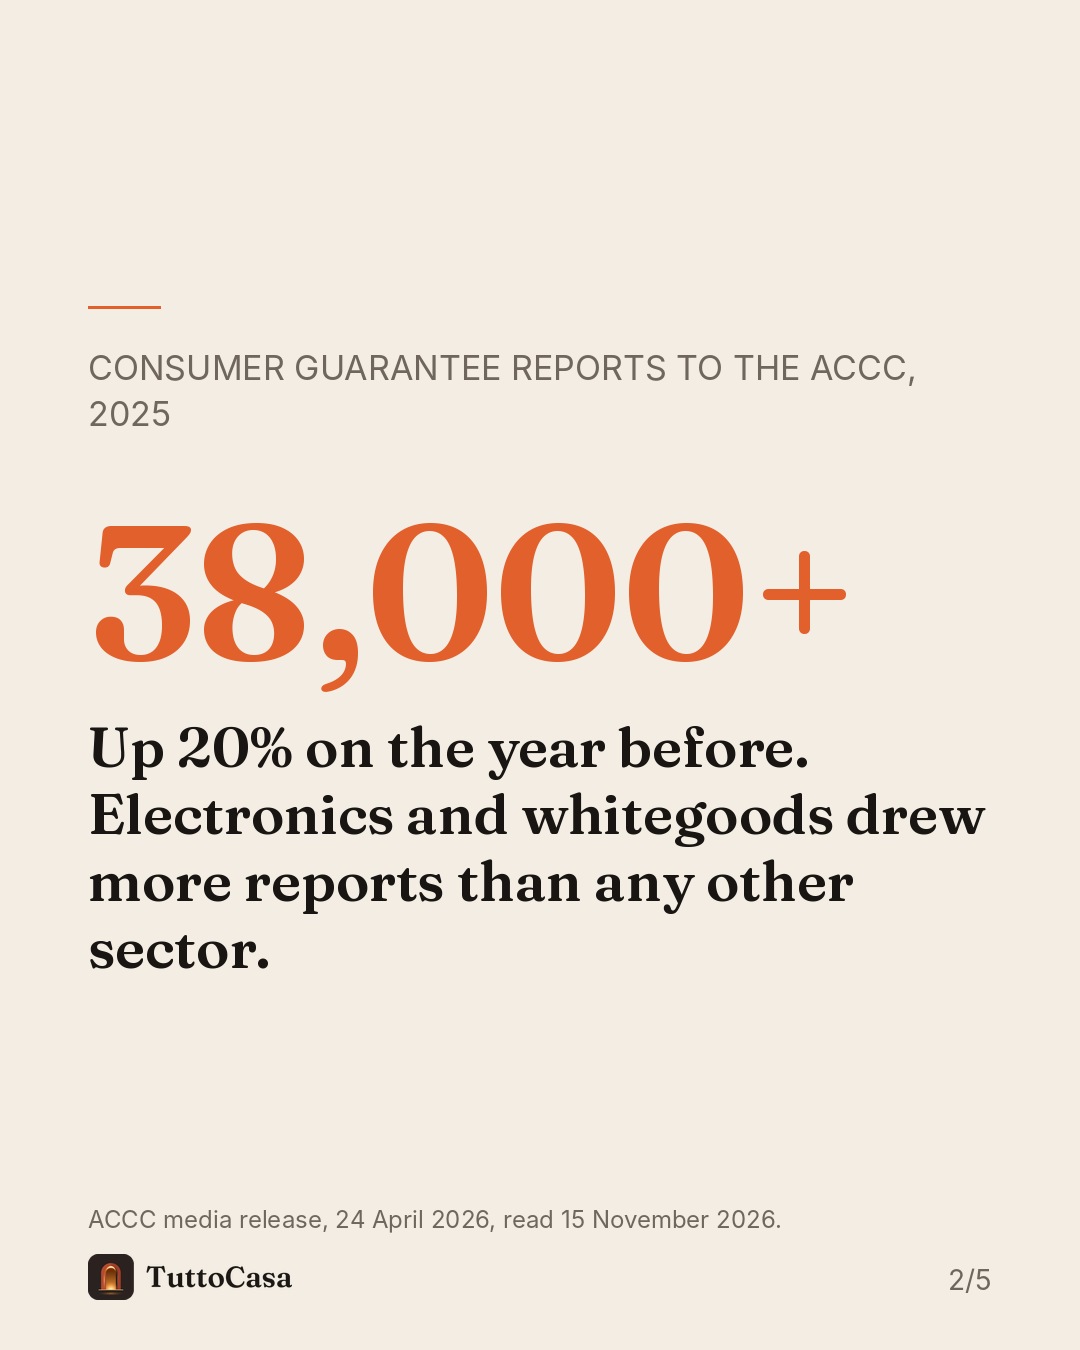 CONSUMER GUARANTEE REPORTS TO THE ACCC,
2025
38,000+
Up 20% on the year before.
Electronics and whitegoods drew
more reports than any other
sector.
ACCC media release, 24 April 2026, read 15 November 2026.
TuttoCasa
2/5